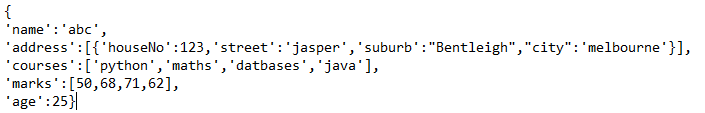 {
'name':'abc',
'address':[{'houseNo':123,'street':'jasper','suburb':"Bentleigh","city":'melbourne'}],
'courses':['python','maths','datbases','java'],
'marks':[50,68,71,62],
'age':25}